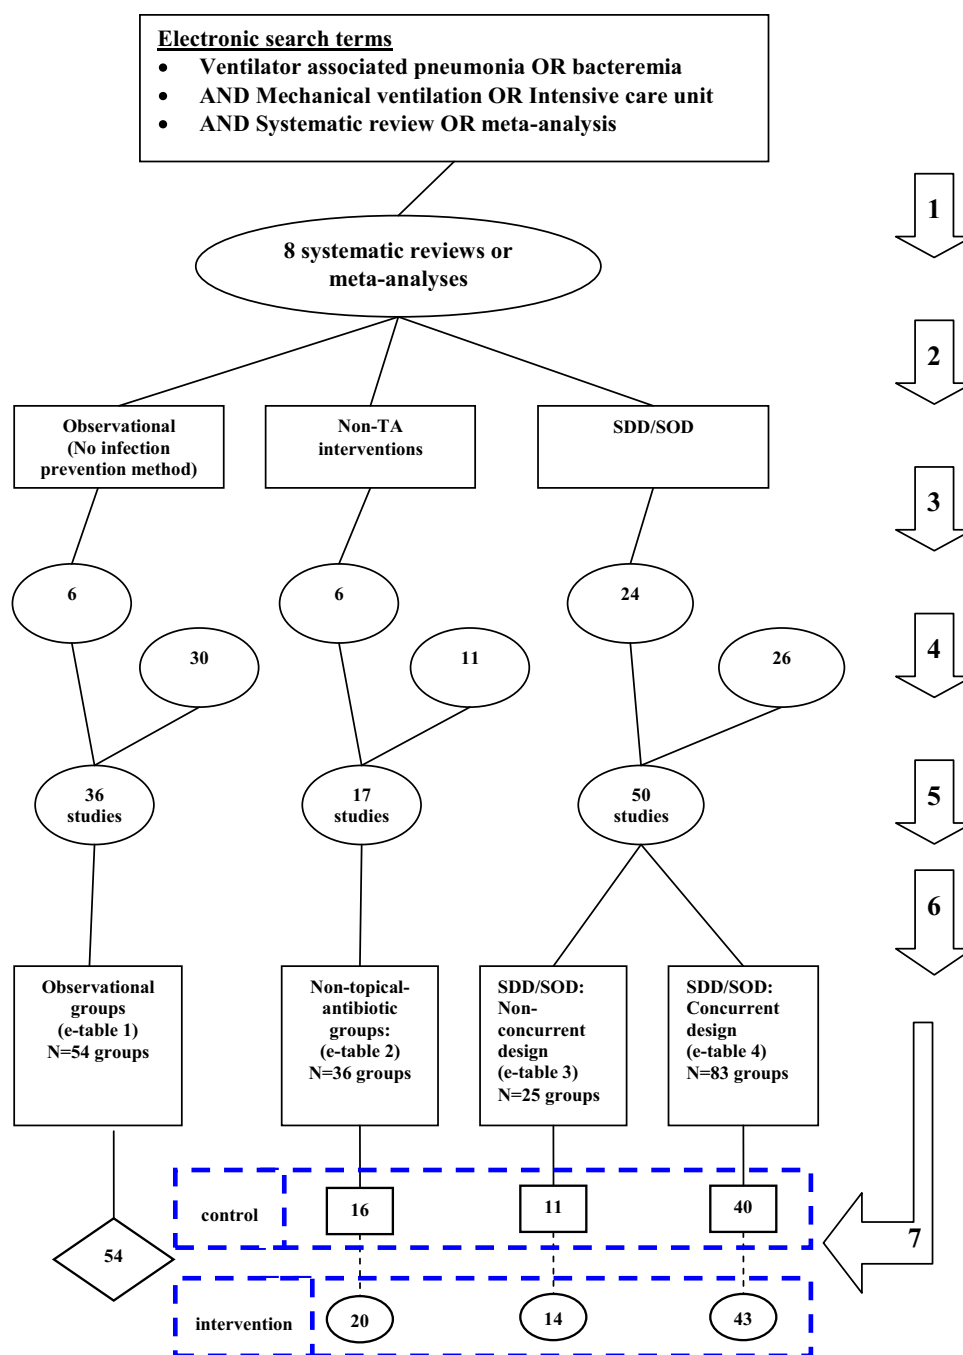 Electronic search terms
• Ventilator associated pneumonia OR bacteremia
• AND Mechanical ventilation OR Intensive care unit
• AND Systematic review OR meta-analysis
1
8 systematic reviews or
meta-analyses
2
Observational
(No infection
prevention method)
Non-TA
interventions
SDD/SOD
3
6
6
24
4
30
11
26
5
36
studies
17
studies
50
studies
6
Observational
groups
(e-table 1)
N=54 groups
Non-topical-
antibiotic
groups:
(e-table 2)
N=36 groups
SDD/SOD:
Non-
concurrent
design
(e-table 3)
N=25 groups
SDD/SOD:
Concurrent
design
(e-table 4)
N=83 groups
control
16
11
40
7
54
intervention
20
14
43